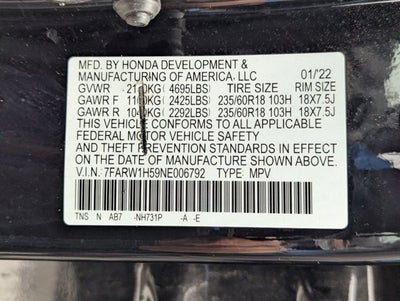 MFD. BY HONDA DEVELOPMENT &
MANUFACTURING OF AMERICA, LLC 01/'22
GVWR (4695LBS) TIRE SIZE RIM SIZE
GAWR F (2425LBS) 235/60R18 103H 18X7.5J
GAWR R (2292LBS) 235/60R18 103H 18X7.5J
THIS VEHICLE CONFORMS TO ALL APPLICABLE
FEDERAL MOTOR VEHICLE SAFETY
AND THEFT PREVENTION STANDARDS IN EFFECT
ON THE DATE OF MANUFACTURE SHOWN ABOVE.
V.I.N. 7FARW1H59NE006792 TYPE: MPV
TNS N AB7 -NH731P -A -E